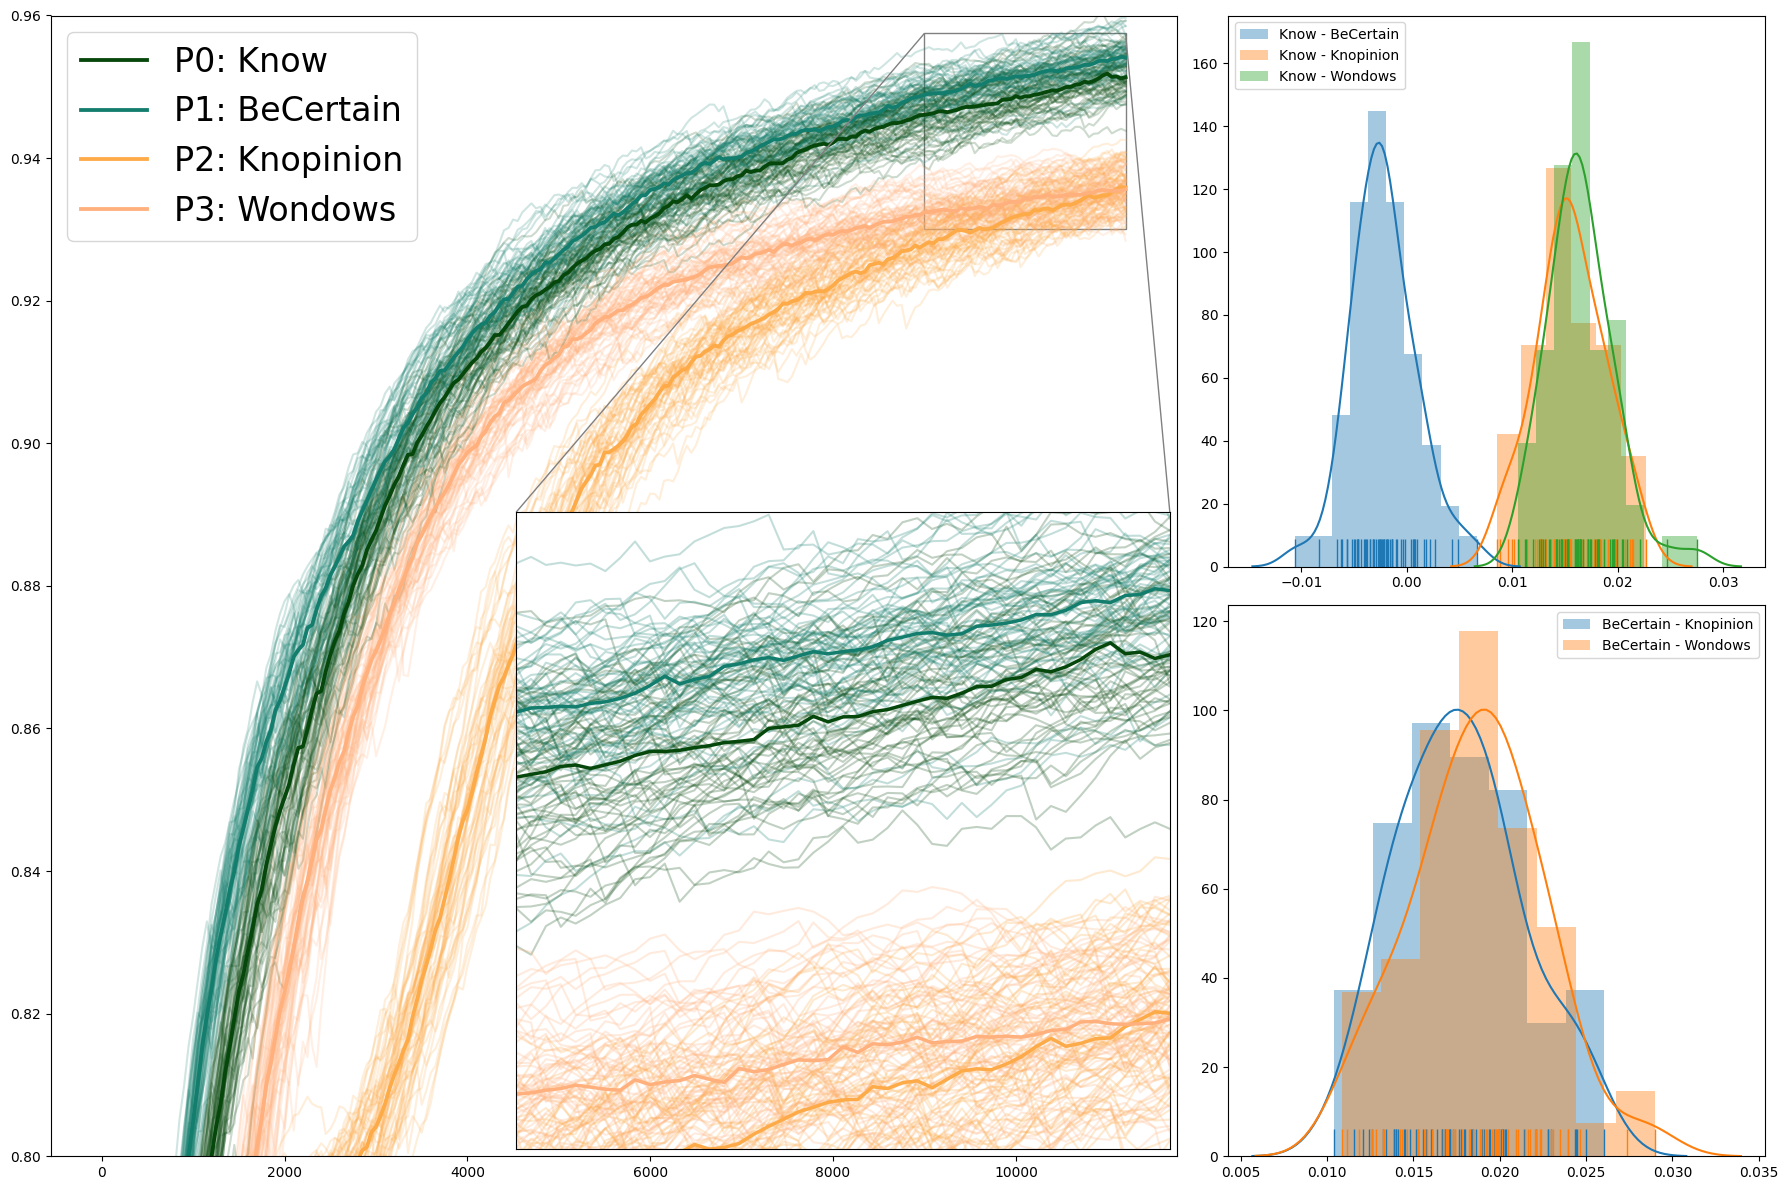 P0: Know
P1: BeCertain
P2: Knopinion
P3: Wondows
0.96
0.94
0.92
0.90
0.88
0.86
0.84
0.82
0.80
0 2000 4000 6000 8000 10000
Know - BeCertain
Know - Knopinion
Know - Wondows
160
140
120
100
80
60
40
20
0
−0.01 0.00 0.01 0.02 0.03
BeCertain - Knopinion
BeCertain - Wondows
120
100
80
60
40
20
0
0.005 0.010 0.015 0.020 0.025 0.030 0.035